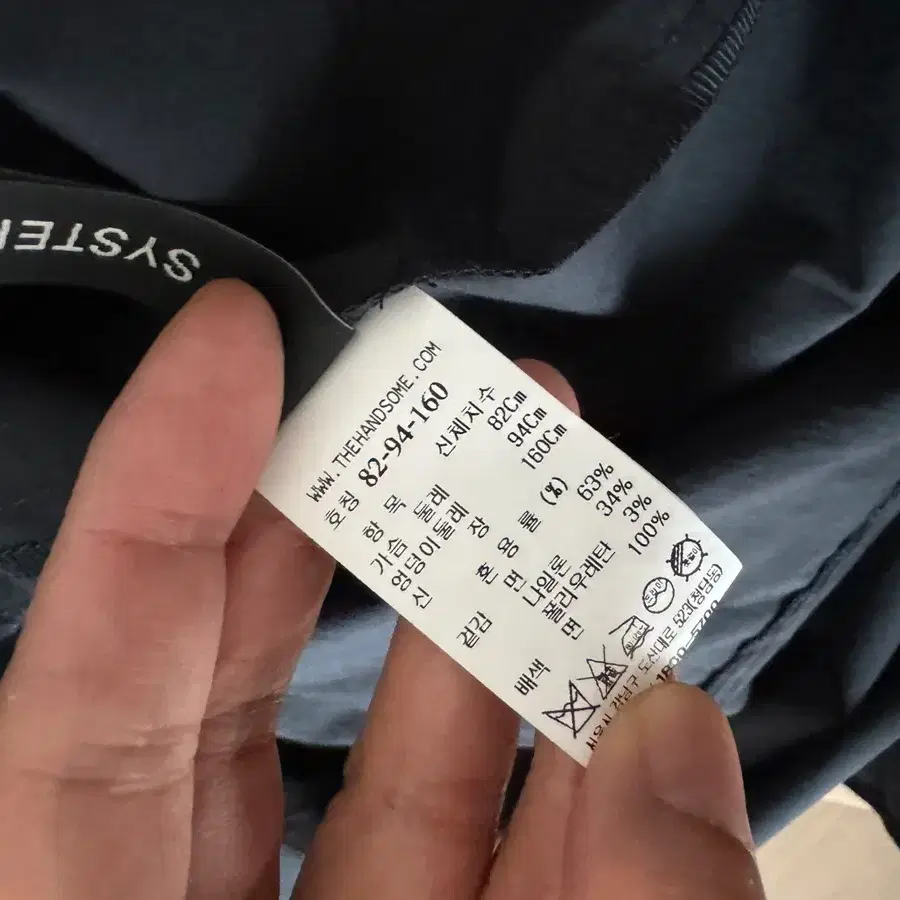 SYSTE
WWW.THEHANDSOME.COM
호칭 82-94-160
항 목 신체치수
가슴 둘레 82Cm
엉덩이둘레 94Cm
신 장 160Cm
혼 용 률 (%)
겉감 면 63%
나일론 34%
폴리우레탄 3%
배색 면 100%
서울시 강남구 도산대로 523(청담동)
1800-5700